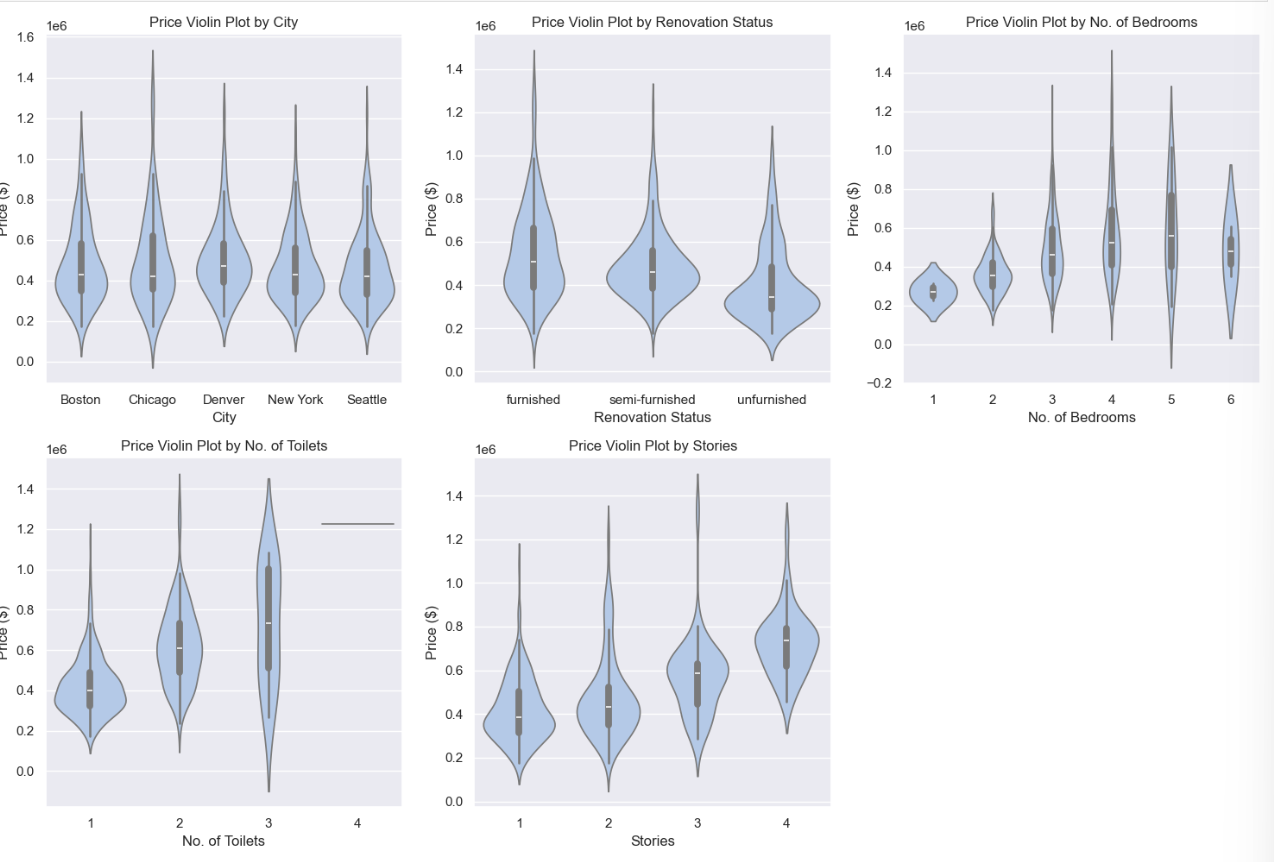 Price Violin Plot by City
1e6
1.6
1.4
1.2
1.0
0.8
0.6
0.4
0.2
0.0
Price ($)
Boston Chicago Denver New York Seattle
City
Price Violin Plot by Renovation Status
1e6
1.4
1.2
1.0
0.8
0.6
0.4
0.2
0.0
Price ($)
furnished semi-furnished unfurnished
Renovation Status
Price Violin Plot by No. of Bedrooms
1e6
1.4
1.2
1.0
0.8
0.6
0.4
0.2
0.0
−0.2
Price ($)
1 2 3 4 5 6
No. of Bedrooms
Price Violin Plot by No. of Toilets
1e6
1.4
1.2
1.0
0.8
0.6
0.4
0.2
0.0
Price ($)
1 2 3 4
No. of Toilets
Price Violin Plot by Stories
1e6
1.4
1.2
1.0
0.8
0.6
0.4
0.2
0.0
Price ($)
1 2 3 4
Stories